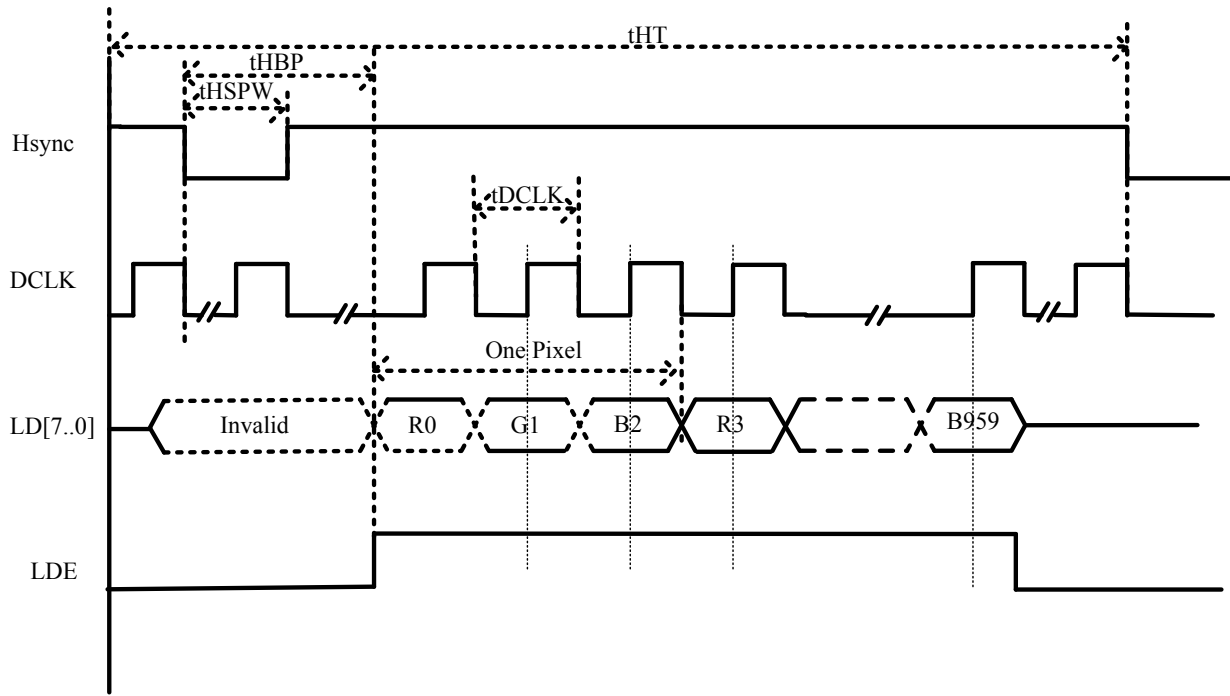 tHT
tHBP
tHSPW
Hsync
tDCLK
DCLK
One Pixel
LD[7..0]
Invalid
R0
G1
B2
R3
B959
LDE